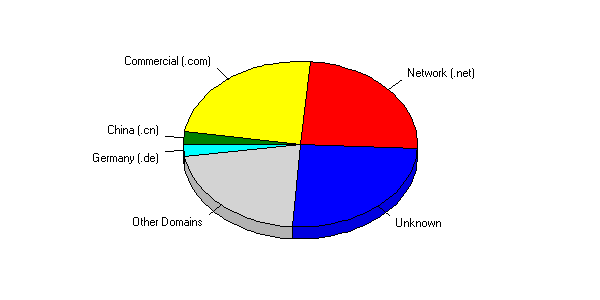 Commercial (.com)
Network (.net)
China (.cn)
Germany (.de)
Other Domains
Unknown